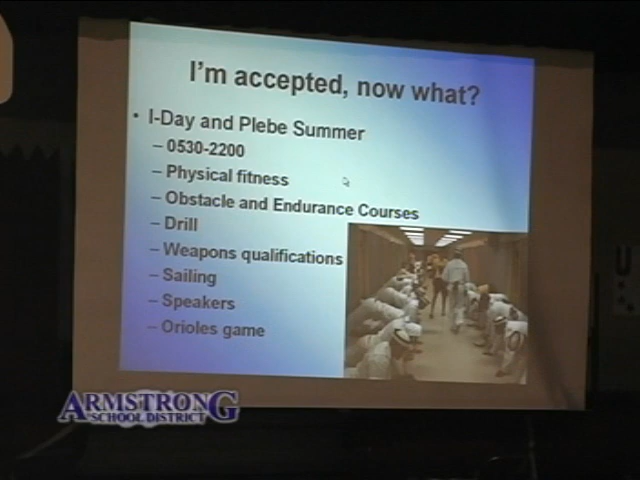 I'm accepted, now what?
• I-Day and Plebe Summer
– 0530-2200
– Physical fitness
– Obstacle and Endurance Courses
– Drill
– Weapons qualifications
– Sailing
– Speakers
– Orioles game
ARMSTRONG
SCHOOL DISTRICT